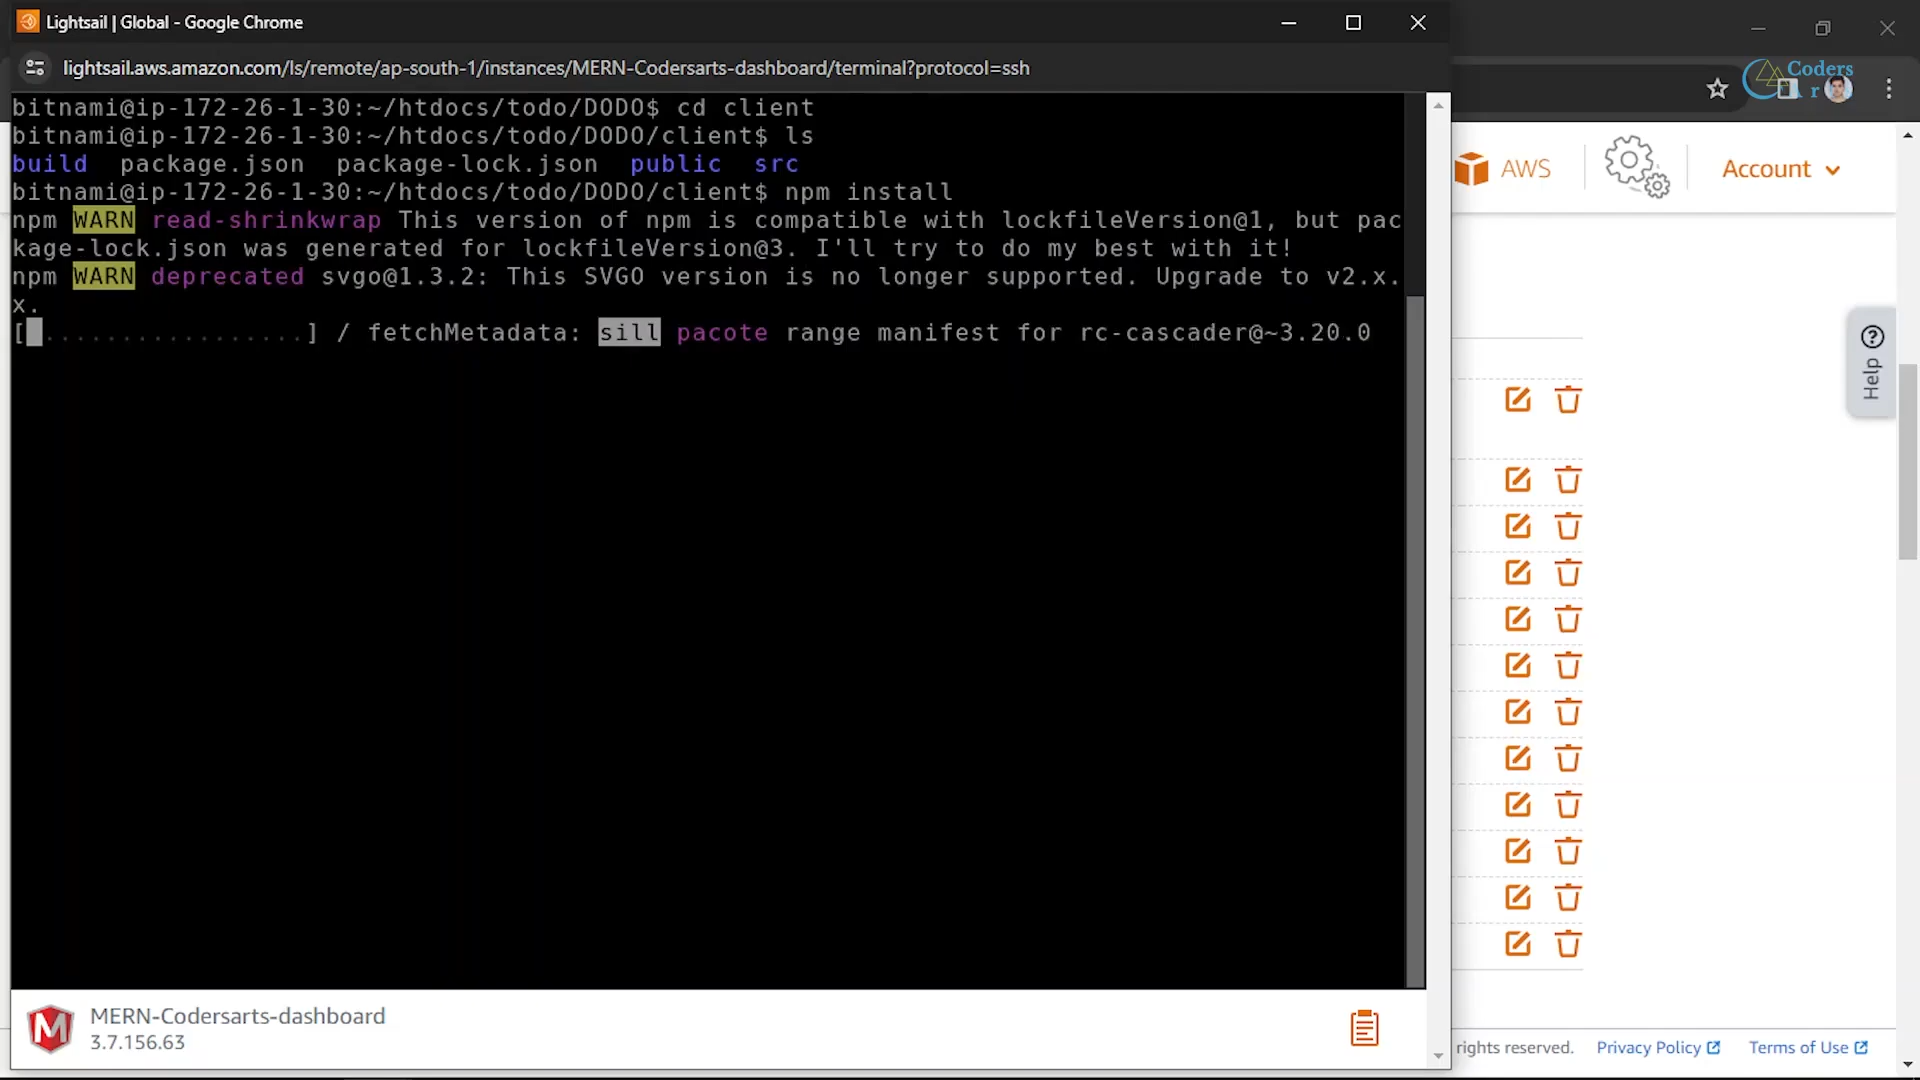 Lightsail | Global - Google Chrome
lightsail.aws.amazon.com/ls/remote/ap-south-1/instances/MERN-Codersarts-dashboard/terminal?protocol=ssh
Coders
Ar
bitnami@ip-172-26-1-30:~/htdocs/todo/DODO$ cd client
bitnami@ip-172-26-1-30:~/htdocs/todo/DODO/client$ ls
build  package.json  package-lock.json  public  src
bitnami@ip-172-26-1-30:~/htdocs/todo/DODO/client$ npm install
npm WARN read-shrinkwrap This version of npm is compatible with lockfileVersion@1, but pac
kage-lock.json was generated for lockfileVersion@3. I'll try to do my best with it!
npm WARN deprecated svgo@1.3.2: This SVGO version is no longer supported. Upgrade to v2.x.
x.
[ .................] / fetchMetadata: sill pacote range manifest for rc-cascader@~3.20.0
AWS
Account
Help
MERN-Codersarts-dashboard
3.7.156.63
rights reserved. Privacy Policy Terms of Use